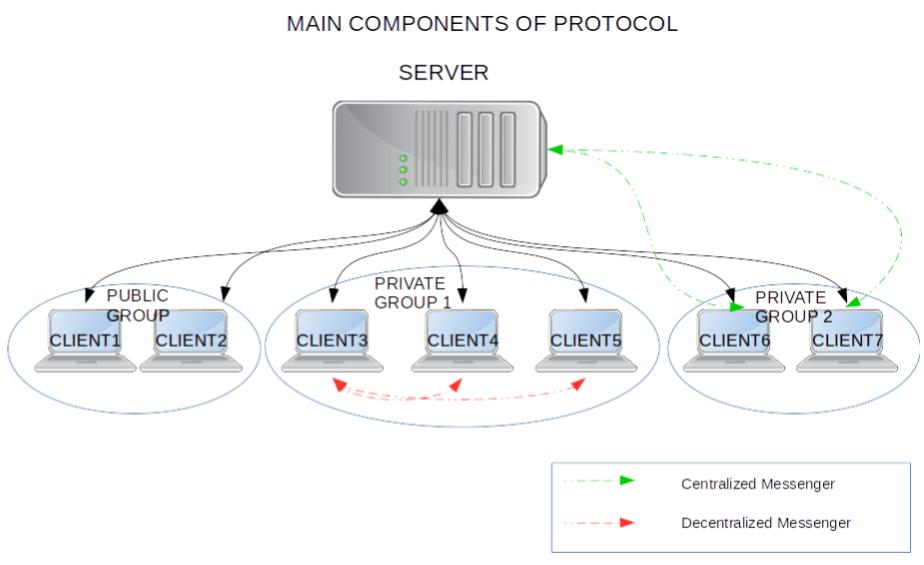 MAIN COMPONENTS OF PROTOCOL
SERVER
PUBLIC
GROUP
PRIVATE
GROUP 1
PRIVATE
GROUP 2
CLIENT1
CLIENT2
CLIENT3
CLIENT4
CLIENT5
CLIENT6
CLIENT7
Centralized Messenger
Decentralized Messenger